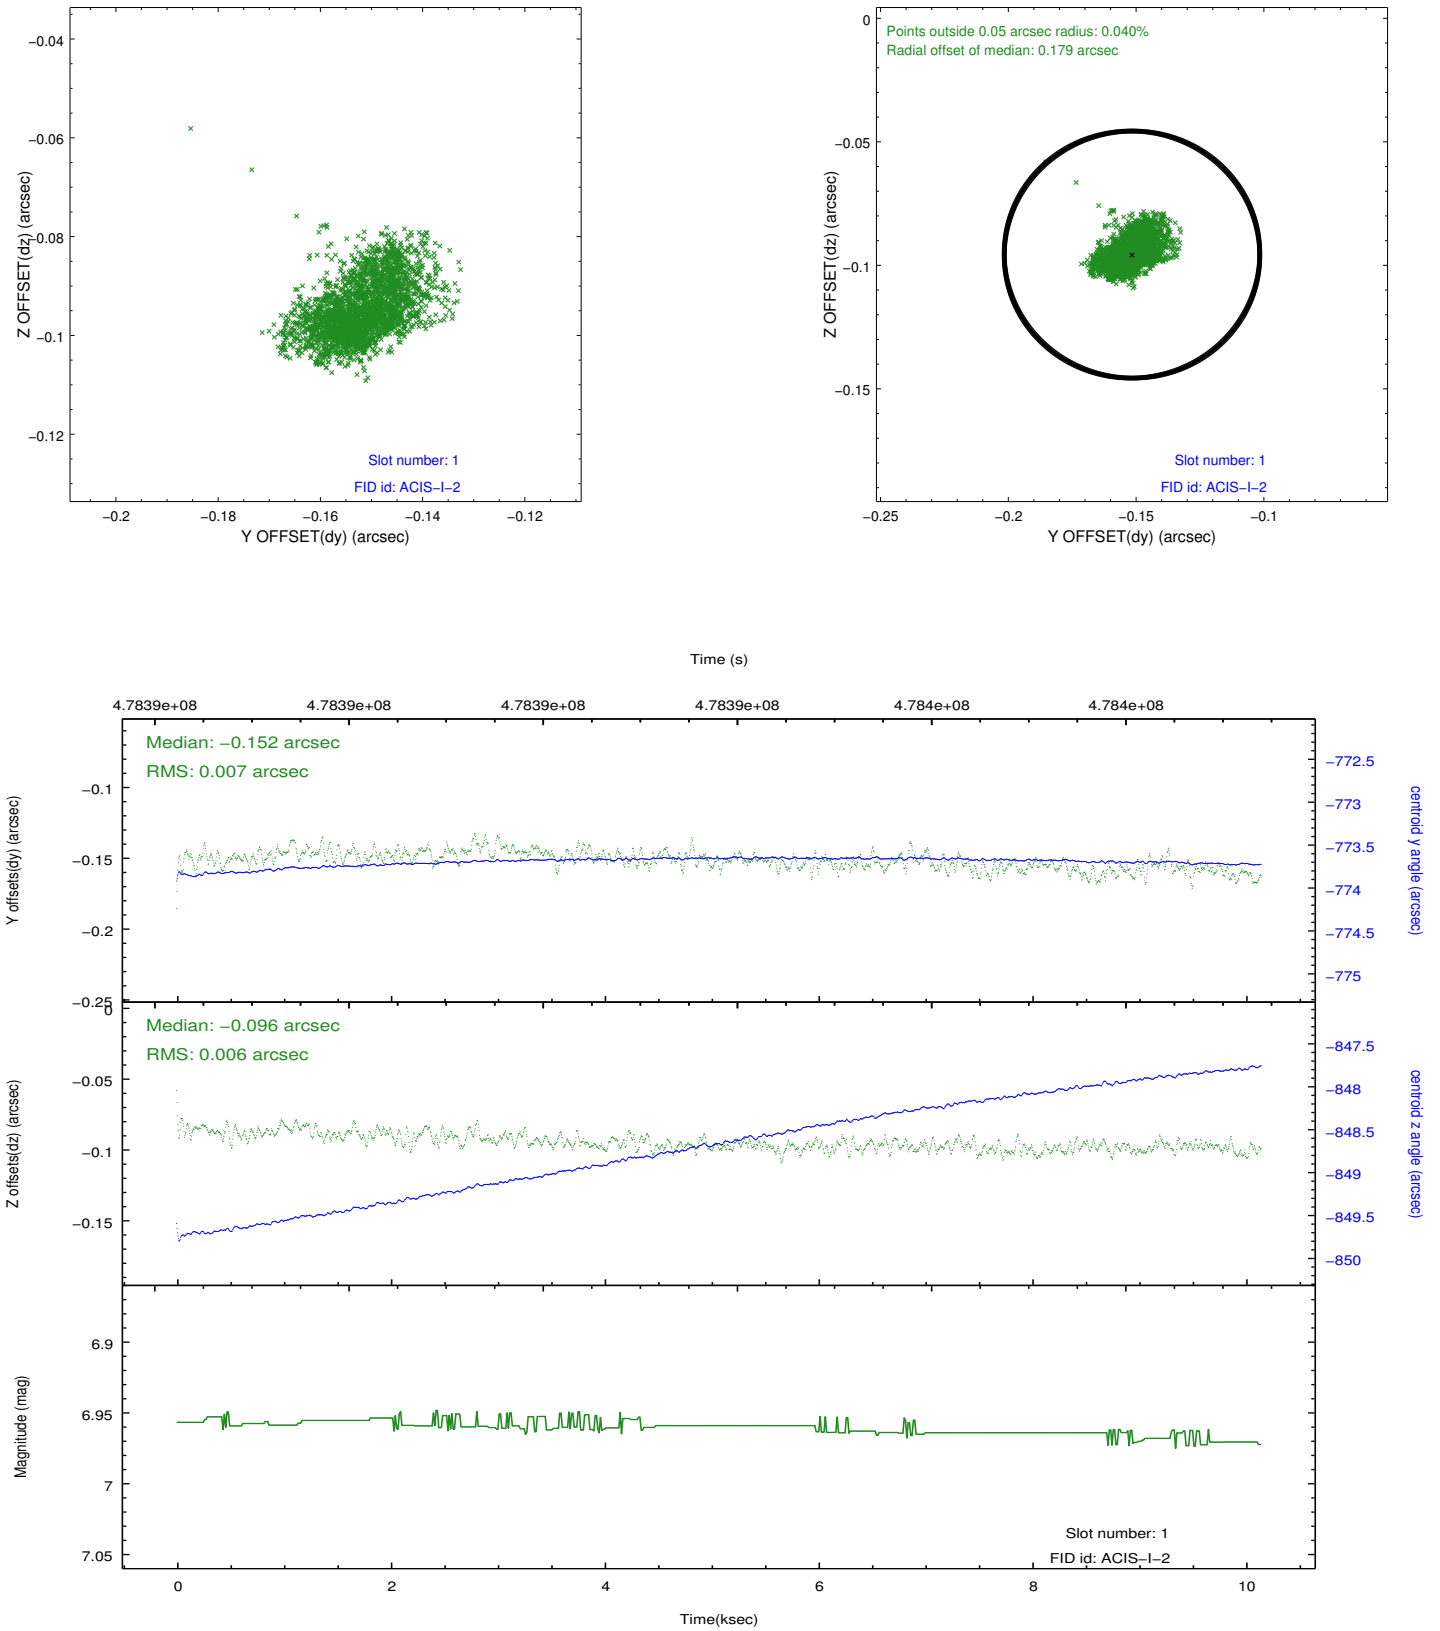 −0.04
−0.06
−0.08
−0.1
−0.12
Z OFFSET(dz) (arcsec)
Slot number: 1
FID id: ACIS−I−2
−0.2 −0.18 −0.16 −0.14 −0.12
Y OFFSET(dy) (arcsec)
Points outside 0.05 arcsec radius: 0.040%
Radial offset of median: 0.179 arcsec
0
−0.05
−0.1
−0.15
Z OFFSET(dz) (arcsec)
Slot number: 1
FID id: ACIS−I−2
−0.25 −0.2 −0.15 −0.1
Y OFFSET(dy) (arcsec)
Time (s)
4.7839e+08 4.7839e+08 4.7839e+08 4.7839e+08 4.784e+08 4.784e+08
Median: −0.152 arcsec
RMS: 0.007 arcsec
−0.1
−0.15
−0.2
−0.25
Y offsets(dy) (arcsec)
−772.5
−773
−773.5
−774
−774.5
−775
centroid y angle (arcsec)
Median: −0.096 arcsec
RMS: 0.006 arcsec
0
−0.05
−0.1
−0.15
Z offsets(dz) (arcsec)
−847.5
−848
−848.5
−849
−849.5
−850
centroid z angle (arcsec)
6.9
6.95
7
7.05
Magnitude (mag)
Slot number: 1
FID id: ACIS−I−2
0 2 4 6 8 10
Time(ksec)